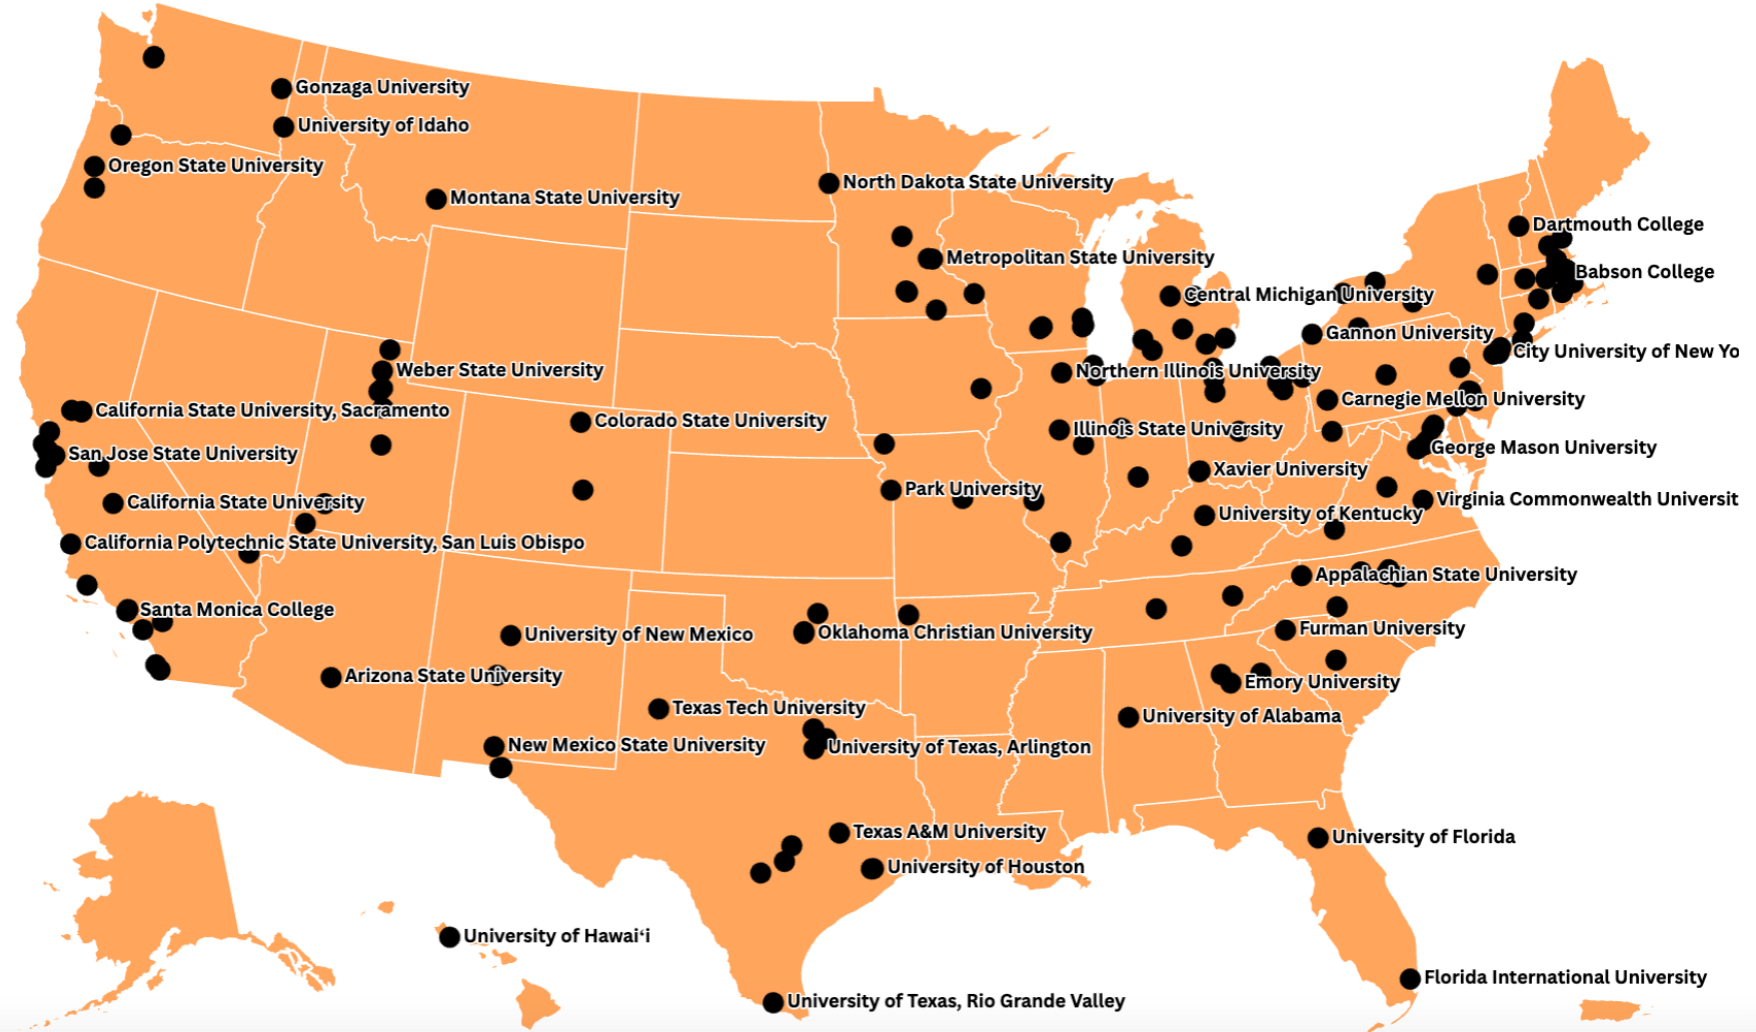 Gonzaga University
University of Idaho
Oregon State University
North Dakota State University
Montana State University
Dartmouth College
Metropolitan State University
Babson College
Central Michigan University
Gannon University
City University of New Yo
Weber State University
Northern Illinois University
Carnegie Mellon University
California State University, Sacramento
Colorado State University
Illinois State University
George Mason University
San Jose State University
Xavier University
Park University
Virginia Commonwealth Universit
California State University
University of Kentucky
California Polytechnic State University, San Luis Obispo
Appalachian State University
Santa Monica College
Furman University
Oklahoma Christian University
University of New Mexico
Arizona State University
Emory University
Texas Tech University
University of Alabama
New Mexico State University
University of Texas, Arlington
Texas A&M University
University of Florida
University of Houston
University of Hawaiʻi
Florida International University
University of Texas, Rio Grande Valley